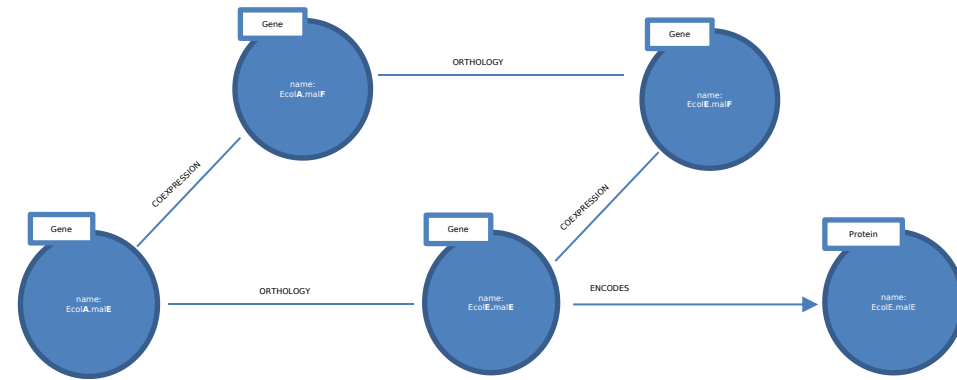 Gene
name:
EcolA.malF
ORTHOLOGY
Gene
name:
EcolE.malF
COEXPRESSION
COEXPRESSION
Gene
name:
EcolA.malE
ORTHOLOGY
Gene
name:
EcolE.malE
ENCODES
Protein
name:
EcolE.malE